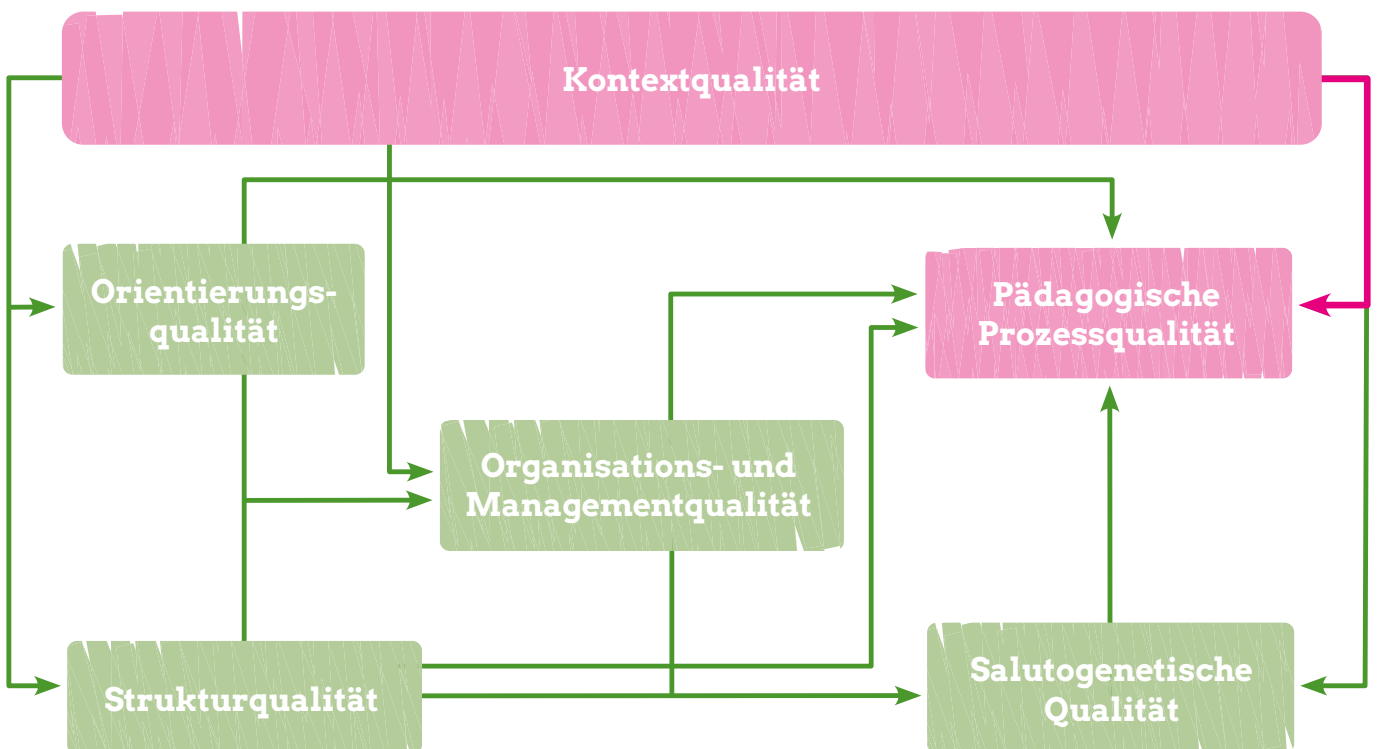 Kontextqualität
Orientierungs-
qualität
Pädagogische
Prozessqualität
Organisations- und
Managementqualität
Strukturqualität
Salutogenetische
Qualität